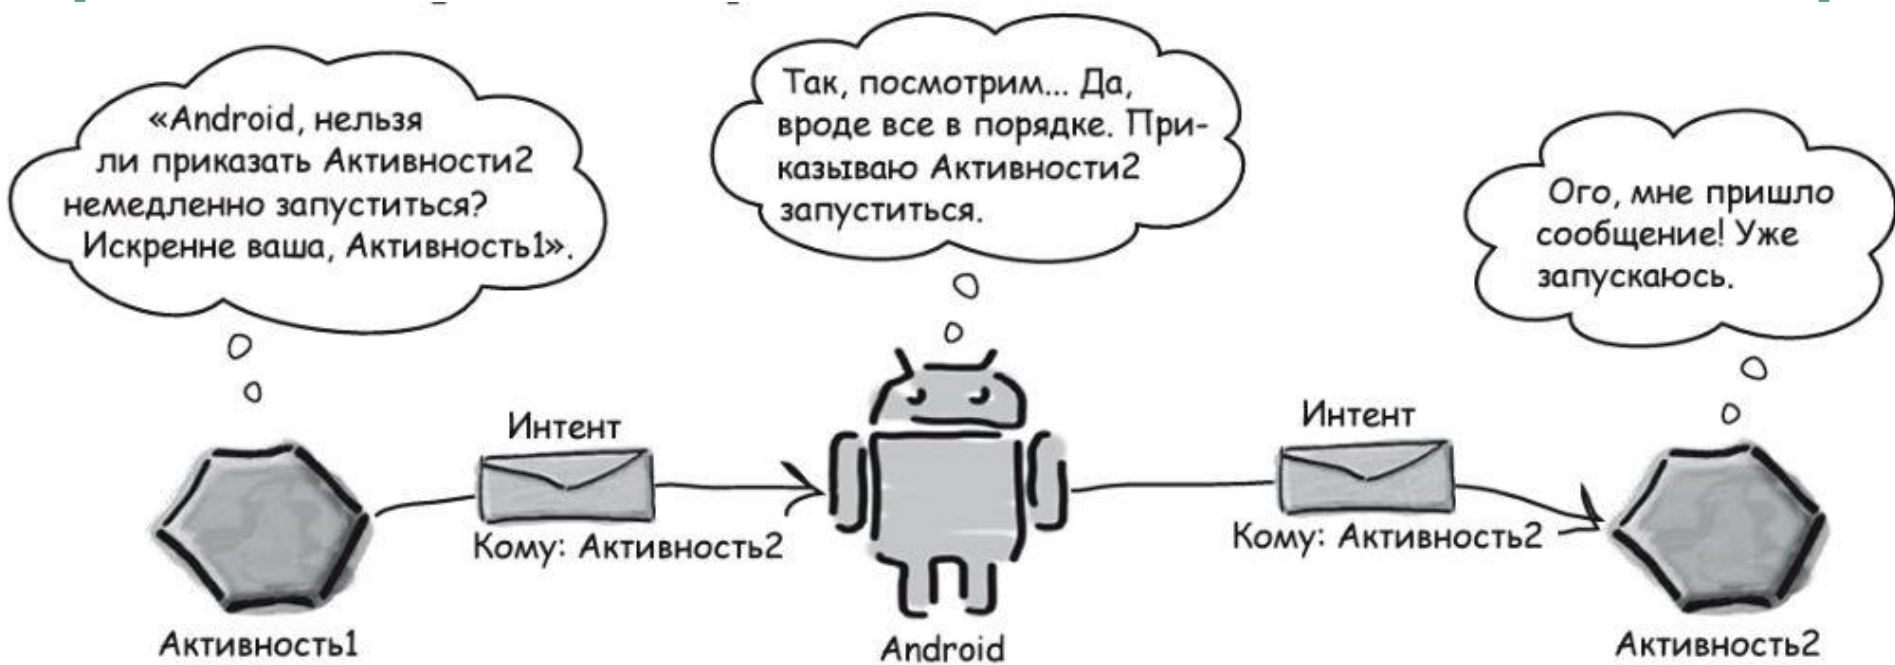 «Android, нельзя
ли приказать Активности2
немедленно запуститься?
Искренне ваша, Активность1».
Так, посмотрим... Да,
вроде все в порядке. При-
казываю Активности2
запуститься.
Ого, мне пришло
сообщение! Уже
запускаюсь.
Интент
Кому: Активность2
Интент
Кому: Активность2
Активность1
Android
Активность2